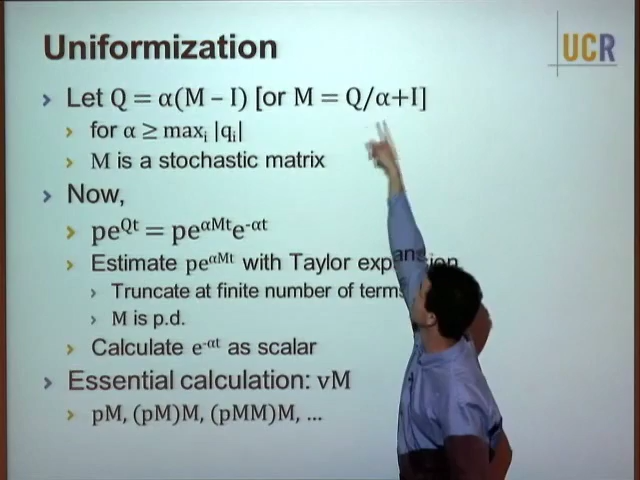 Uniformization
UCR
› Let Q = α(M – I) [or M = Q/α+I]
› for α ≥ maxᵢ |qᵢ|
› M is a stochastic matrix
› Now,
› pe^Qt = pe^αMt e^-αt
› Estimate pe^αMt with Taylor expansion
› Truncate at finite number of terms
› M is p.d.
› Calculate e^-αt as scalar
› Essential calculation: vM
› pM, (pM)M, (pMM)M, ...